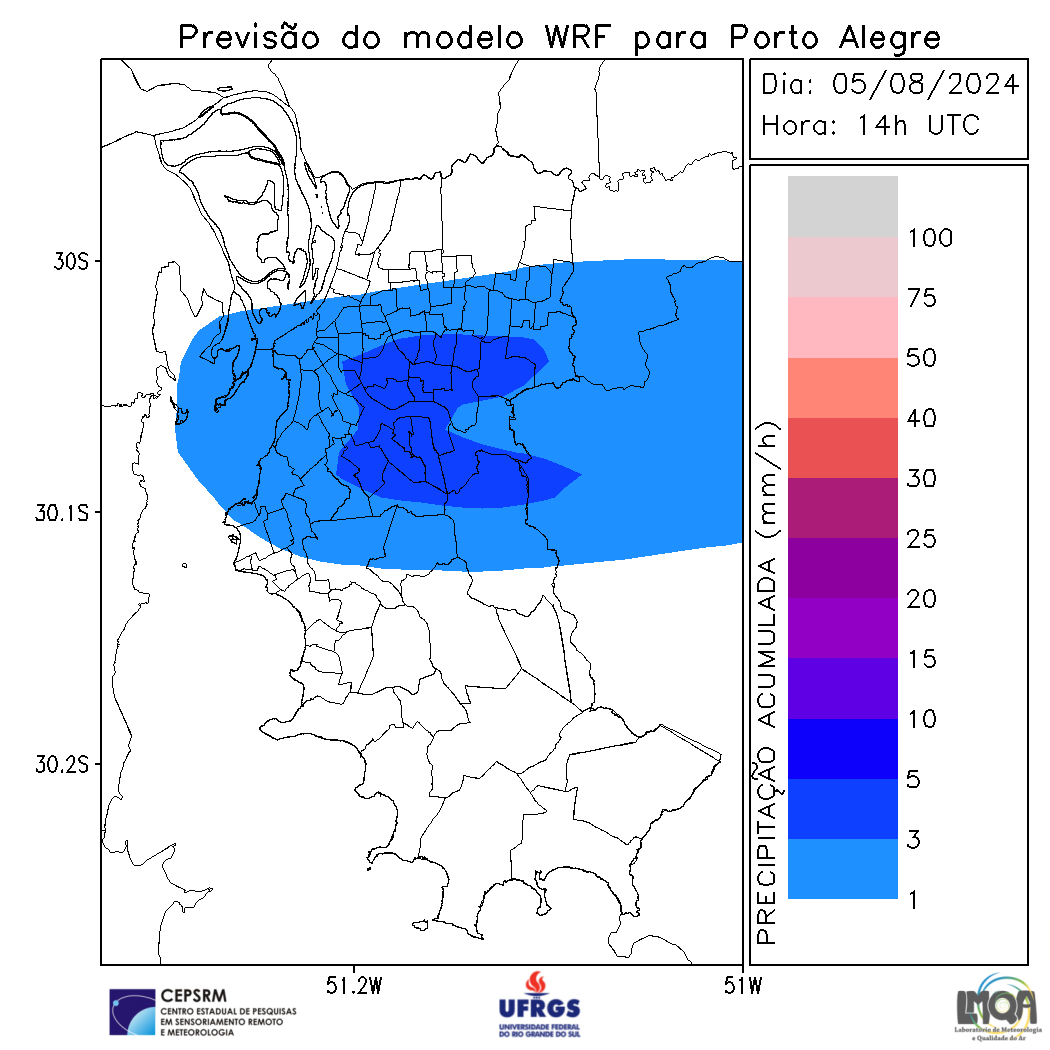 Previsão do modelo WRF para Porto Alegre
Dia: 05/08/2024
Hora: 14h UTC
30S
30.1S
30.2S
51.2W
51W
PRECIPITAÇÃO ACUMULADA (mm/h)
100
75
50
40
30
25
20
15
10
5
3
1
CEPSRM
CENTRO ESTADUAL DE PESQUISAS
EM SENSORIAMENTO REMOTO
E METEOROLOGIA
UFRGS
UNIVERSIDADE FEDERAL
DO RIO GRANDE DO SUL
LMQA
Laboratório de Meteorologia
e Qualidade do Ar